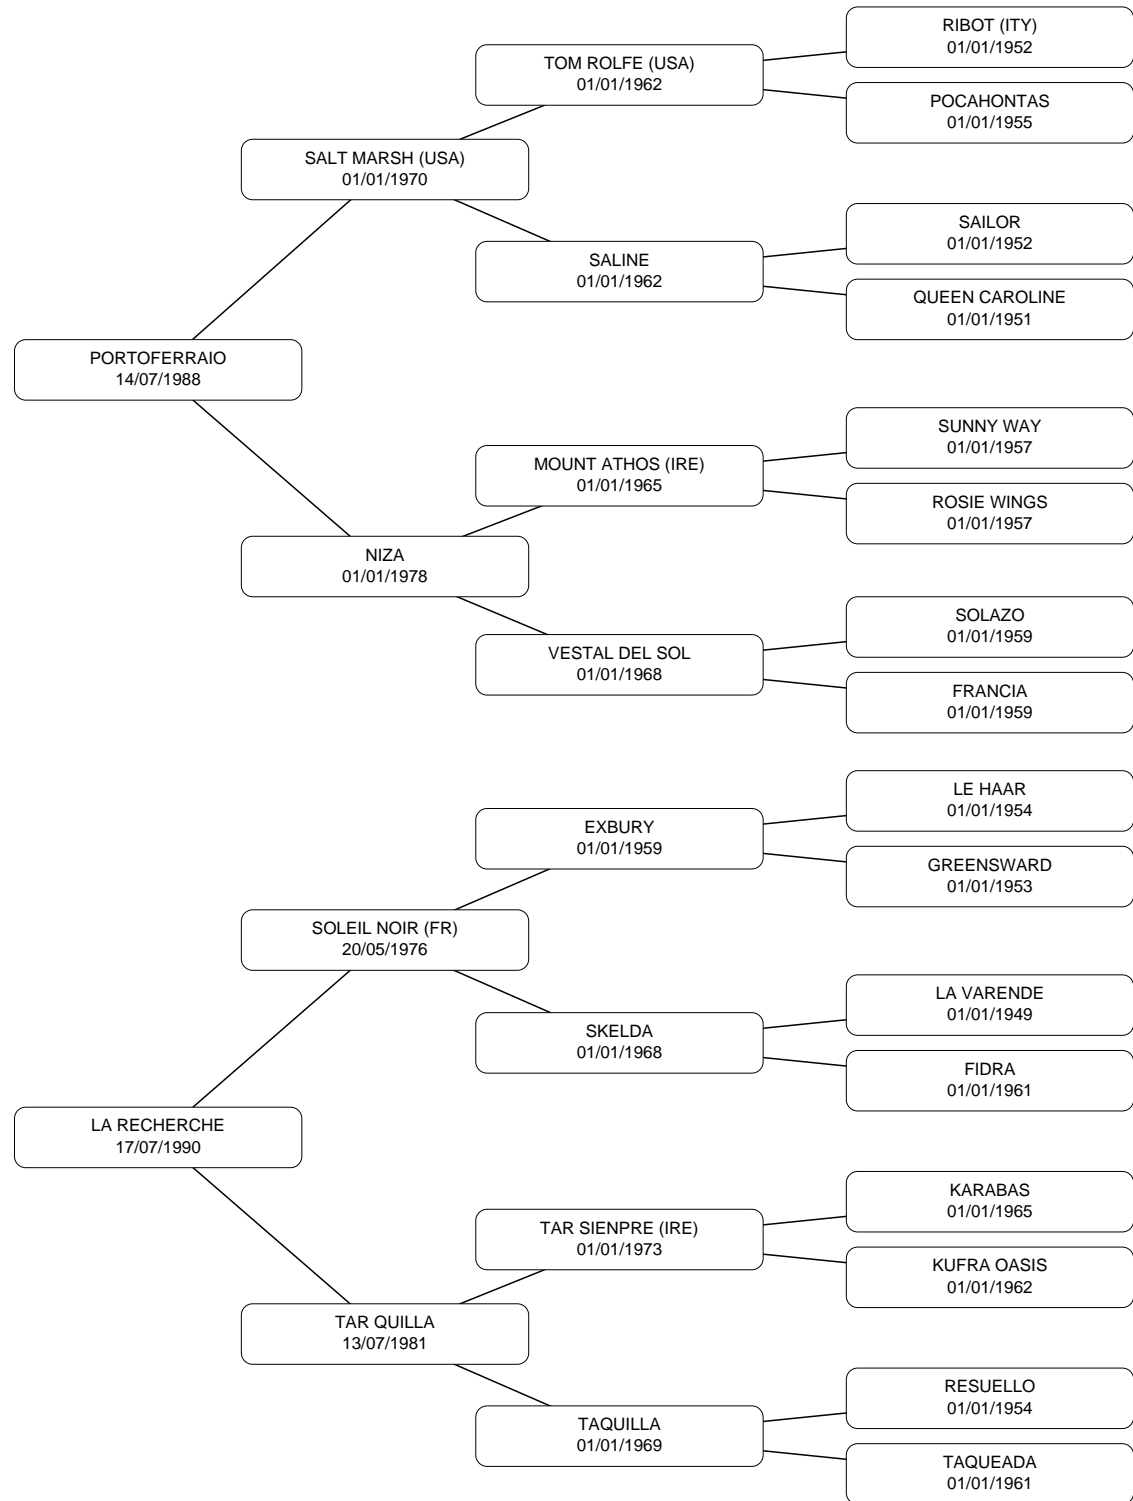 RIBOT (ITY)
01/01/1952
TOM ROLFE (USA)
01/01/1962
POCAHONTAS
01/01/1955
SALT MARSH (USA)
01/01/1970
SAILOR
01/01/1952
SALINE
01/01/1962
QUEEN CAROLINE
01/01/1951
PORTOFERRAIO
14/07/1988
SUNNY WAY
01/01/1957
MOUNT ATHOS (IRE)
01/01/1965
ROSIE WINGS
01/01/1957
NIZA
01/01/1978
SOLAZO
01/01/1959
VESTAL DEL SOL
01/01/1968
FRANCIA
01/01/1959
LE HAAR
01/01/1954
EXBURY
01/01/1959
GREENSWARD
01/01/1953
SOLEIL NOIR (FR)
20/05/1976
LA VARENDE
01/01/1949
SKELDA
01/01/1968
FIDRA
01/01/1961
LA RECHERCHE
17/07/1990
KARABAS
01/01/1965
TAR SIENPRE (IRE)
01/01/1973
KUFRA OASIS
01/01/1962
TAR QUILLA
13/07/1981
RESUELLO
01/01/1954
TAQUILLA
01/01/1969
TAQUEADA
01/01/1961